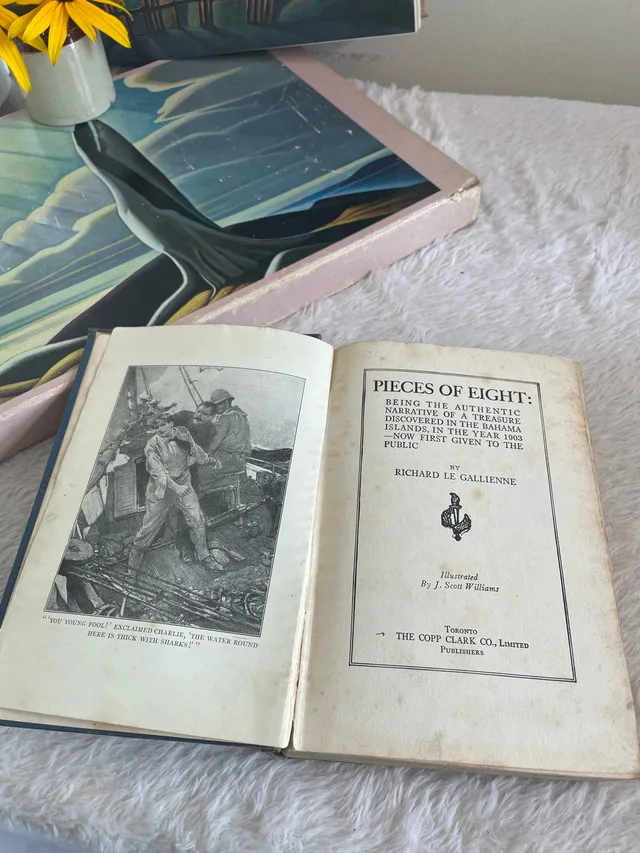 "'YOU YOUNG FOOL!' EXCLAIMED CHARLIE, 'THE WATER ROUND
HERE IS THICK WITH SHARKS!'"
PIECES OF EIGHT:
BEING THE AUTHENTIC
NARRATIVE OF A TREASURE
DISCOVERED IN THE BAHAMA
ISLANDS, IN THE YEAR 1903
—NOW FIRST GIVEN TO THE
PUBLIC
BY
RICHARD LE GALLIENNE
Illustrated
By J. Scott Williams
TORONTO
THE COPP CLARK CO., LIMITED
PUBLISHERS